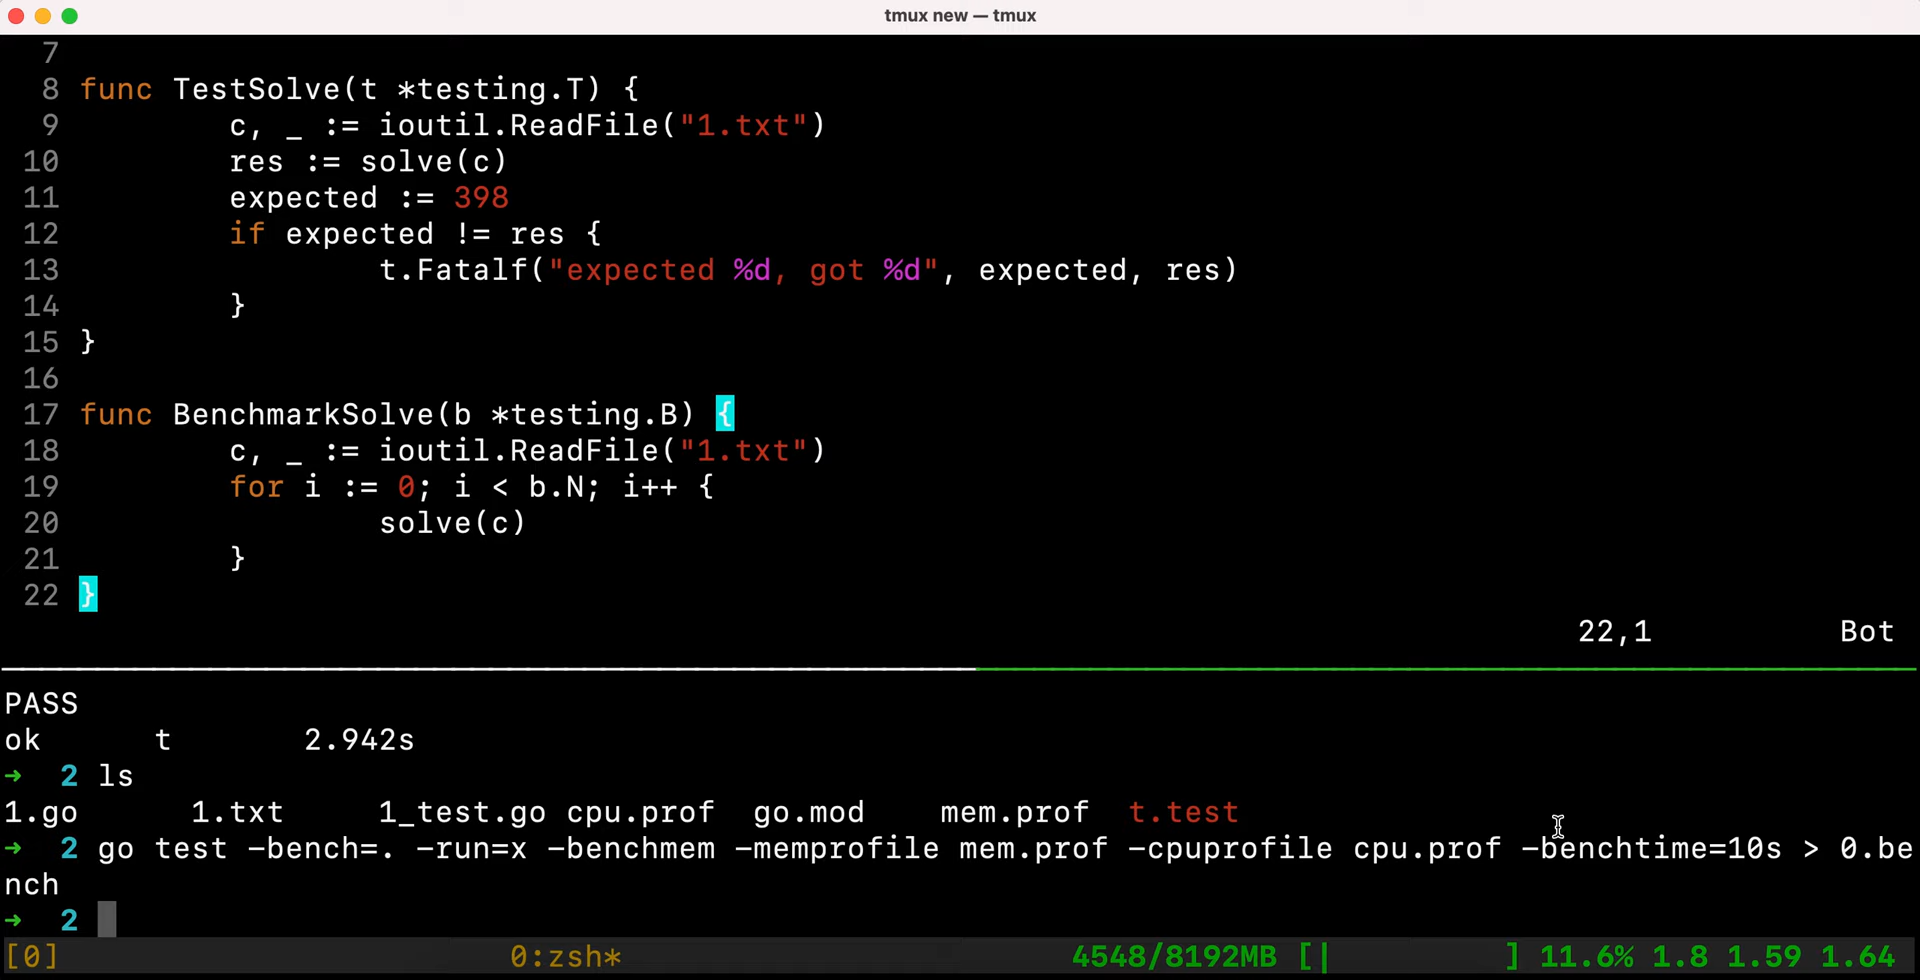 tmux new — tmux
7
8 func TestSolve(t *testing.T) {
9 c, _ := ioutil.ReadFile("1.txt")
10 res := solve(c)
11 expected := 398
12 if expected != res {
13 t.Fatalf("expected %d, got %d", expected, res)
14 }
15 }
16
17 func BenchmarkSolve(b *testing.B) {
18 c, _ := ioutil.ReadFile("1.txt")
19 for i := 0; i < b.N; i++ {
20 solve(c)
21 }
22 }
22,1 Bot
PASS
ok t 2.942s
➜ 2 ls
1.go 1.txt 1_test.go cpu.prof go.mod mem.prof t.test
➜ 2 go test -bench=. -run=x -benchmem -memprofile mem.prof -cpuprofile cpu.prof -benchtime=10s > 0.be
nch
➜ 2
[0] 0:zsh* 4548/8192MB [| ] 11.6% 1.8 1.59 1.64